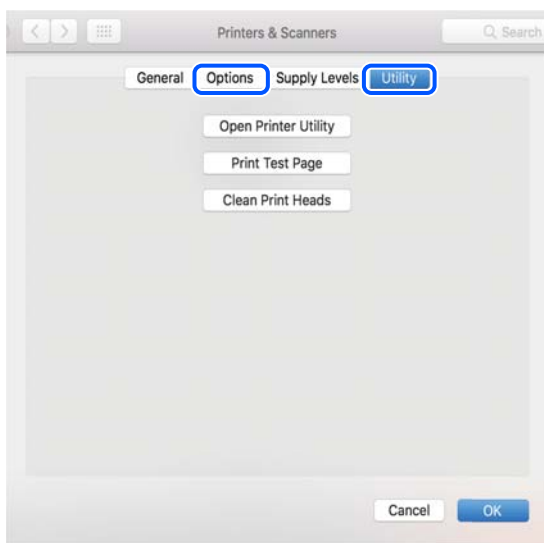 Printers & Scanners Search
General Options Supply Levels Utility
Open Printer Utility
Print Test Page
Clean Print Heads
Cancel OK